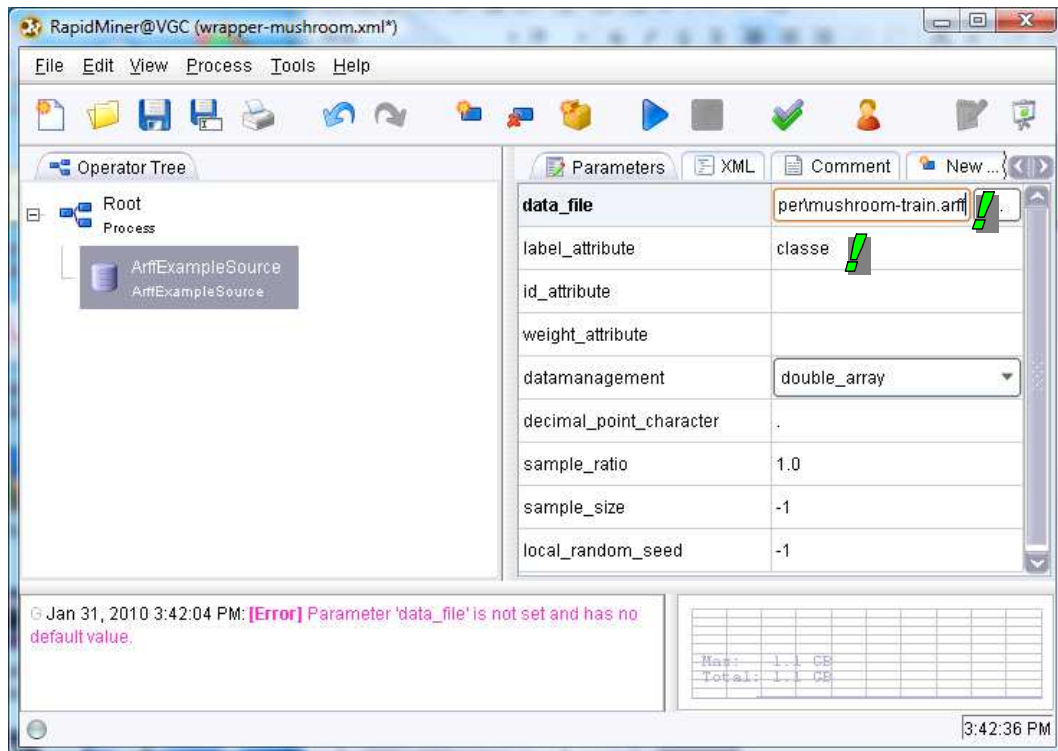 RapidMiner@VGC (wrapper-mushroom.xml*)
File Edit View Process Tools Help
Operator Tree
Root
Process
ArffExampleSource
ArffExampleSource
Parameters XML Comment New ...
data_file per\mushroom-train.arff
label_attribute classe
id_attribute
weight_attribute
datamanagement double_array
decimal_point_character .
sample_ratio 1.0
sample_size -1
local_random_seed -1
G Jan 31, 2010 3:42:04 PM: [Error] Parameter 'data_file' is not set and has no
default value.
Max: 1.1 GB
Total: 1.1 GB
3:42:36 PM